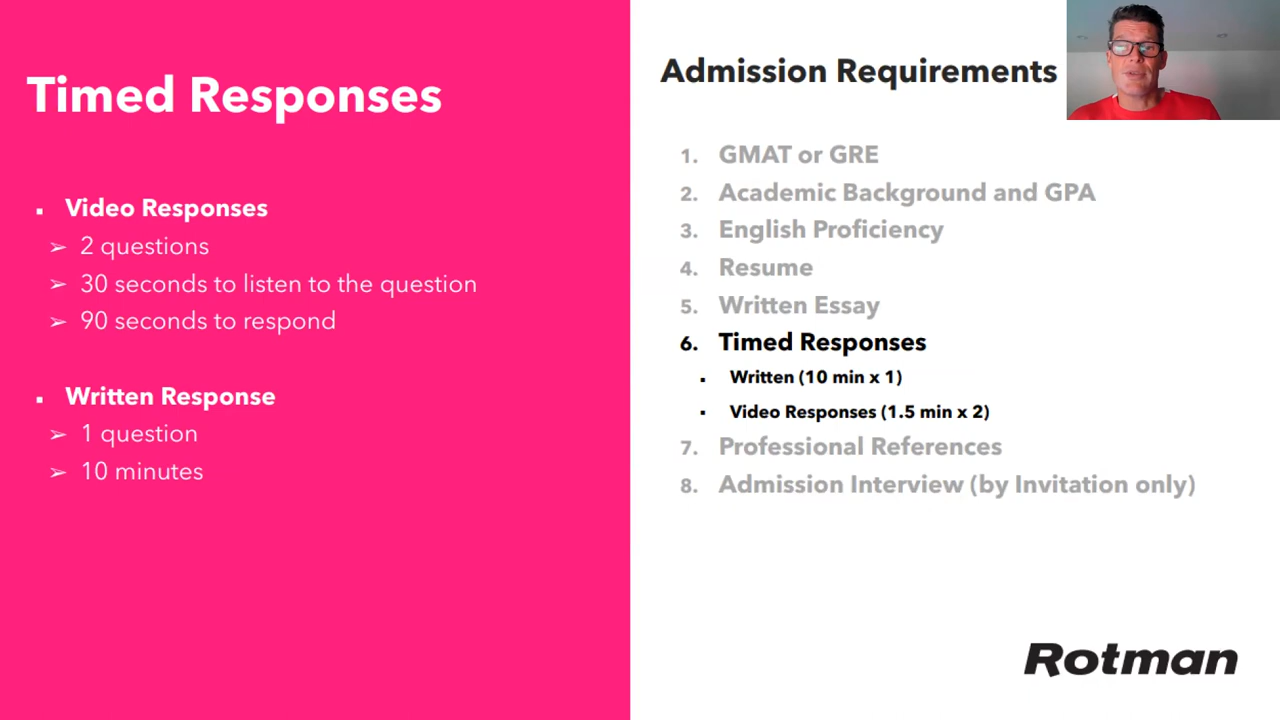 Timed Responses
▪ Video Responses
➢ 2 questions
➢ 30 seconds to listen to the question
➢ 90 seconds to respond
▪ Written Response
➢ 1 question
➢ 10 minutes
Admission Requirements
1. GMAT or GRE
2. Academic Background and GPA
3. English Proficiency
4. Resume
5. Written Essay
6. Timed Responses
▪ Written (10 min x 1)
▪ Video Responses (1.5 min x 2)
7. Professional References
8. Admission Interview (by Invitation only)
Rotman